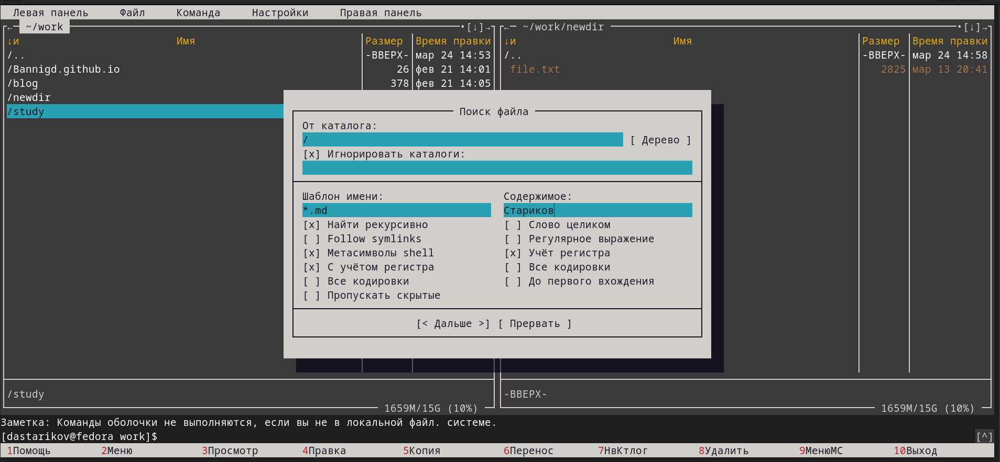 Левая панель Файл Команда Настройки Правая панель
← ~/work •[↓]→ ← ~/work/newdir •[↓]→
↓и Имя Размер Время правки ↓и Имя Размер Время правки
/.. -ВВЕРХ- мар 24 14:53 /.. -ВВЕРХ- мар 24 14:58
/Bannigd.github.io 26 фев 21 14:01 file.txt 2825 мар 13 20:41
/blog 378 фев 21 14:05
/newdir
/study
Поиск файла
От каталога:
/ [ Дерево ]
[x] Игнорировать каталоги:
Шаблон имени: Содержимое:
*.md Стариков
[x] Найти рекурсивно [ ] Слово целиком
[ ] Follow symlinks [ ] Регулярное выражение
[x] Метасимволы shell [x] Учёт регистра
[x] С учётом регистра [ ] Все кодировки
[ ] Все кодировки [ ] До первого вхождения
[ ] Пропускать скрытые
[< Дальше >] [ Прервать ]
/study -ВВЕРХ-
1659M/15G (10%) 1659M/15G (10%)
Заметка: Команды оболочки не выполняются, если вы не в локальной файл. системе.
[dastarikov@fedora work]$ [^]
1Помощь 2Меню 3Просмотр 4Правка 5Копия 6Перенос 7НвКтлог 8Удалить 9МенюMC 10Выход